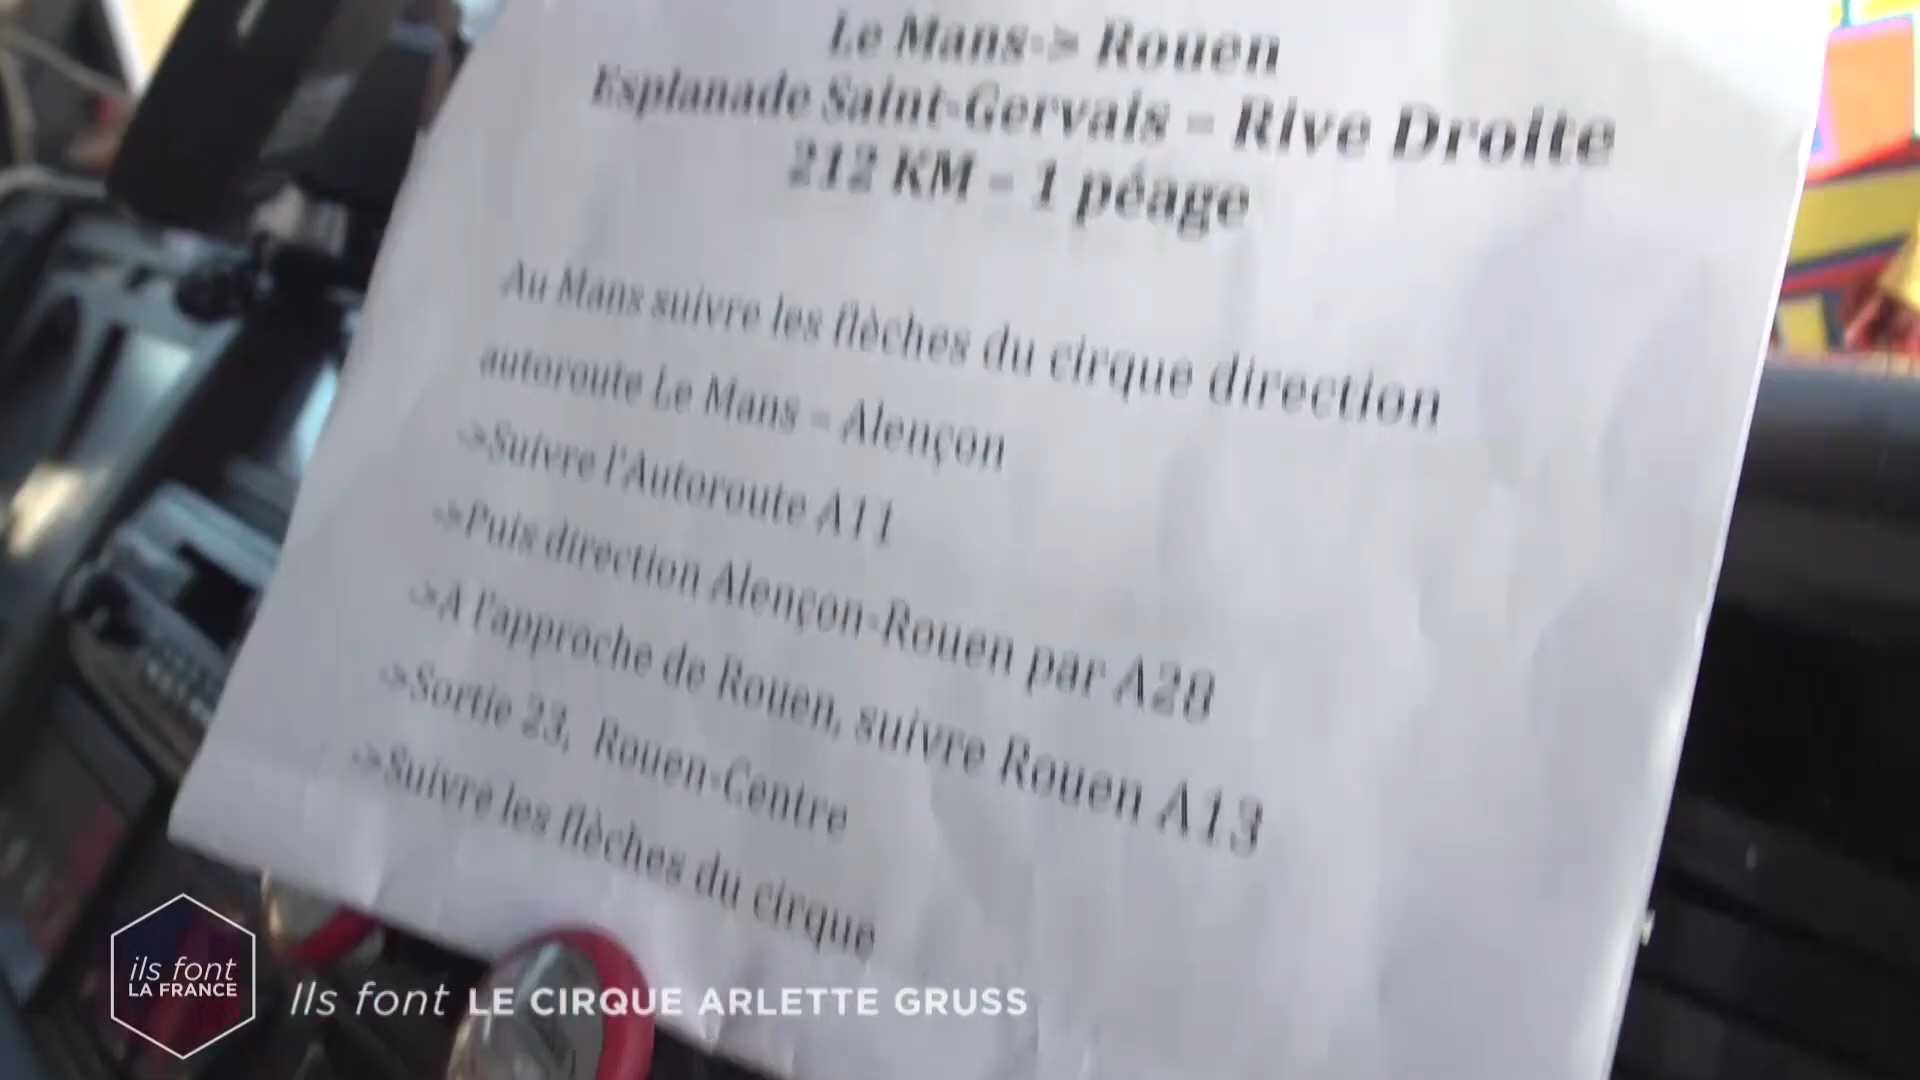 Le Mans-> Rouen
Esplanade Saint-Gervais – Rive Droite
212 KM – 1 péage
Au Mans suivre les flèches du cirque direction
autoroute Le Mans – Alençon
->Suivre l'Autoroute A11
->Puis direction Alençon-Rouen par A28
->A l'approche de Rouen, suivre Rouen A13
->Sortie 23, Rouen-Centre
->Suivre les flèches du cirque
ils font
LA FRANCE
Ils font LE CIRQUE ARLETTE GRUSS